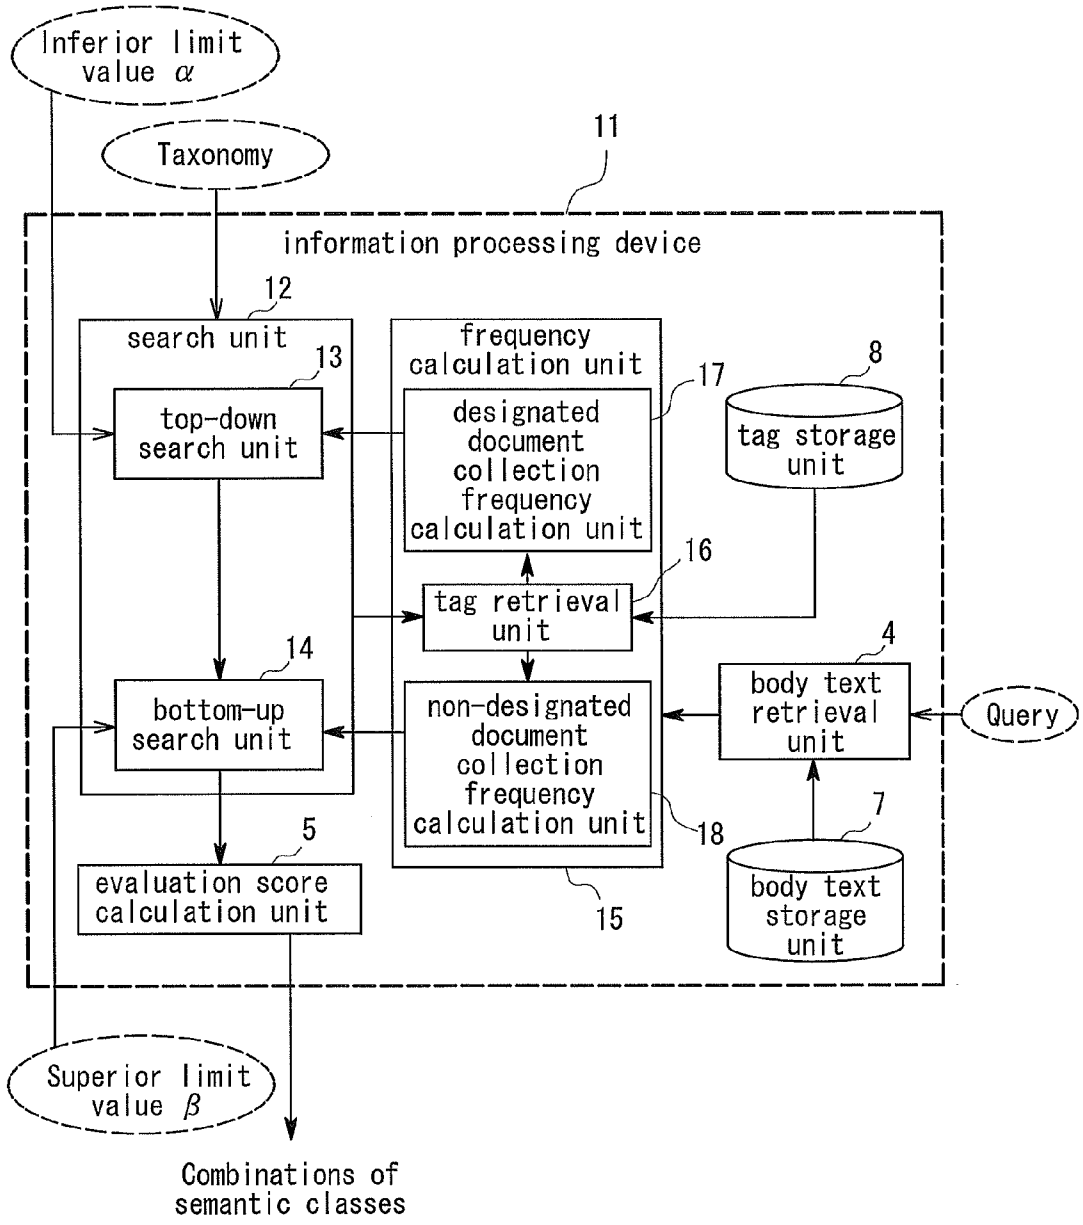 Inferior limit
value α
Taxonomy
11
information processing device
12
search unit
13
top-down
search unit
frequency
calculation unit
17
designated
document
collection
frequency
calculation unit
8
tag storage
unit
16
tag retrieval
unit
14
bottom-up
search unit
non-designated
document
collection
frequency
calculation unit
18
4
body text
retrieval
unit
Query
7
body text
storage
unit
5
evaluation score
calculation unit
15
Superior limit
value β
Combinations of
semantic classes